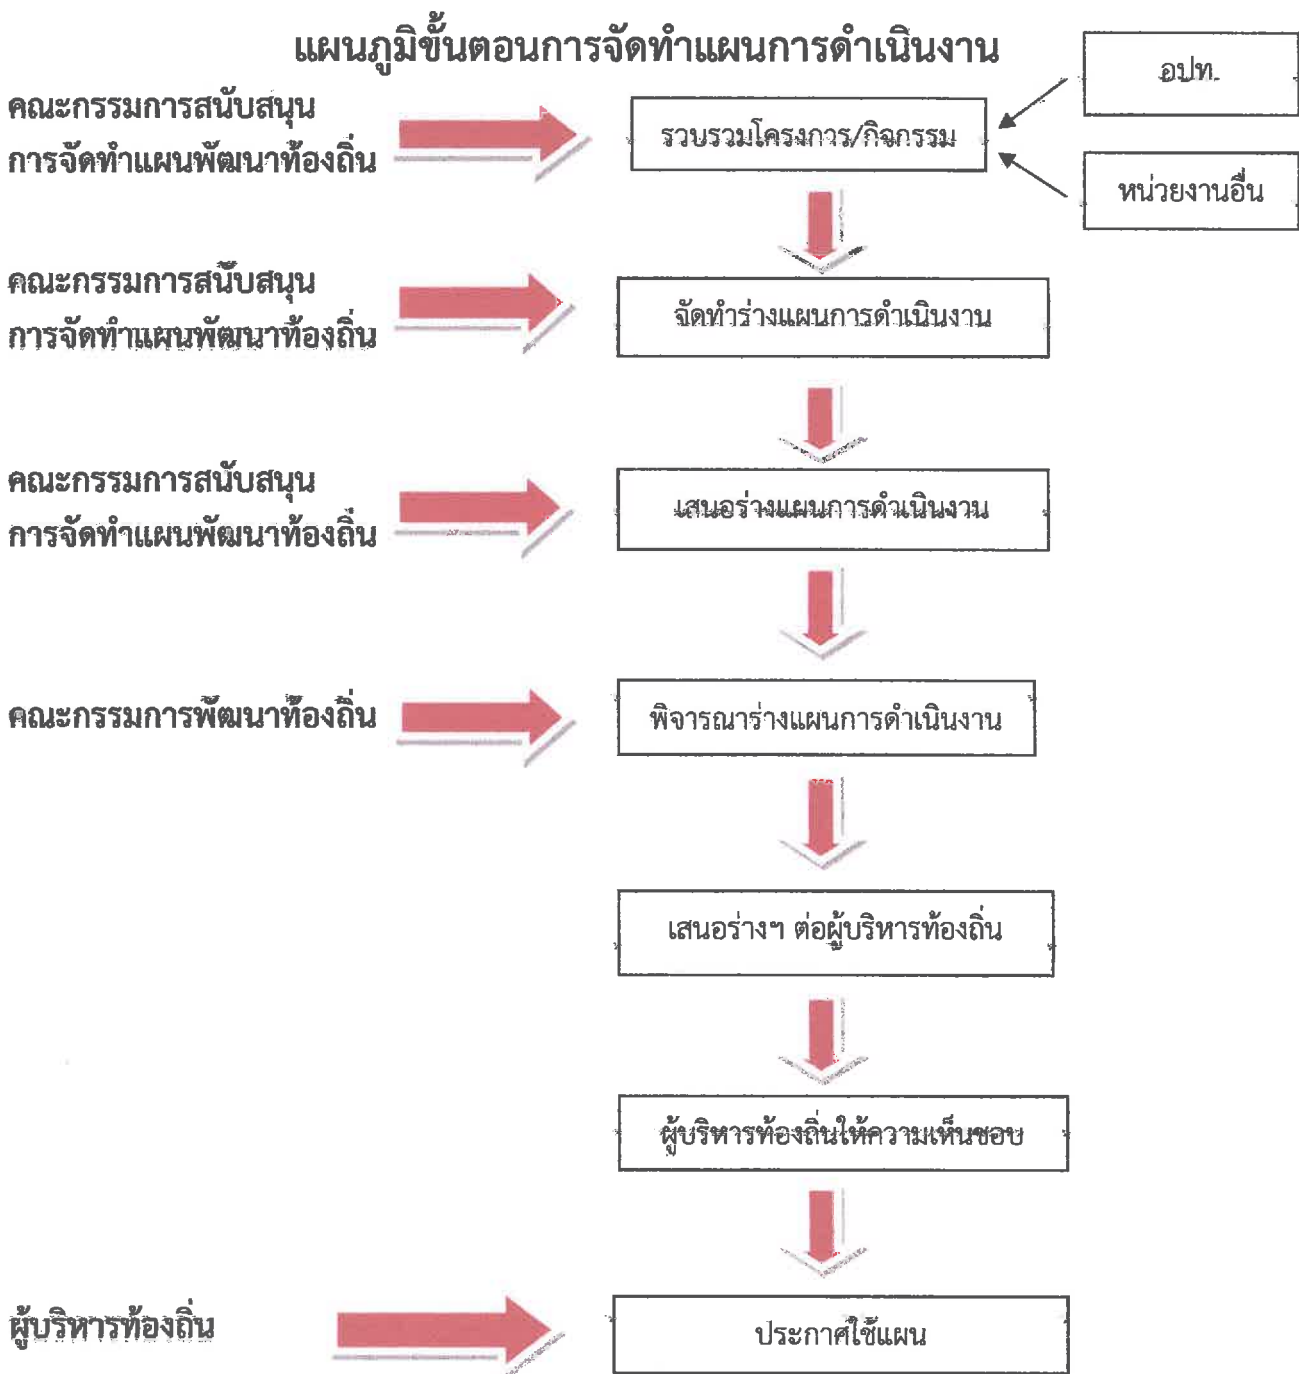 แผนภูมิขั้นตอนการจัดทำแผนการดำเนินงาน
อปท.
คณะกรรมการสนับสนุน
การจัดทำแผนพัฒนาท้องถิ่น
รวบรวมโครงการ/กิจกรรม
หน่วยงานอื่น
คณะกรรมการสนับสนุน
การจัดทำแผนพัฒนาท้องถิ่น
จัดทำร่างแผนการดำเนินงาน
คณะกรรมการสนับสนุน
การจัดทำแผนพัฒนาท้องถิ่น
เสนอร่างแผนการดำเนินงาน
คณะกรรมการพัฒนาท้องถิ่น
พิจารณาร่างแผนการดำเนินงาน
เสนอร่างฯ ต่อผู้บริหารท้องถิ่น
ผู้บริหารท้องถิ่นให้ความเห็นชอบ
ผู้บริหารท้องถิ่น
ประกาศใช้แผน